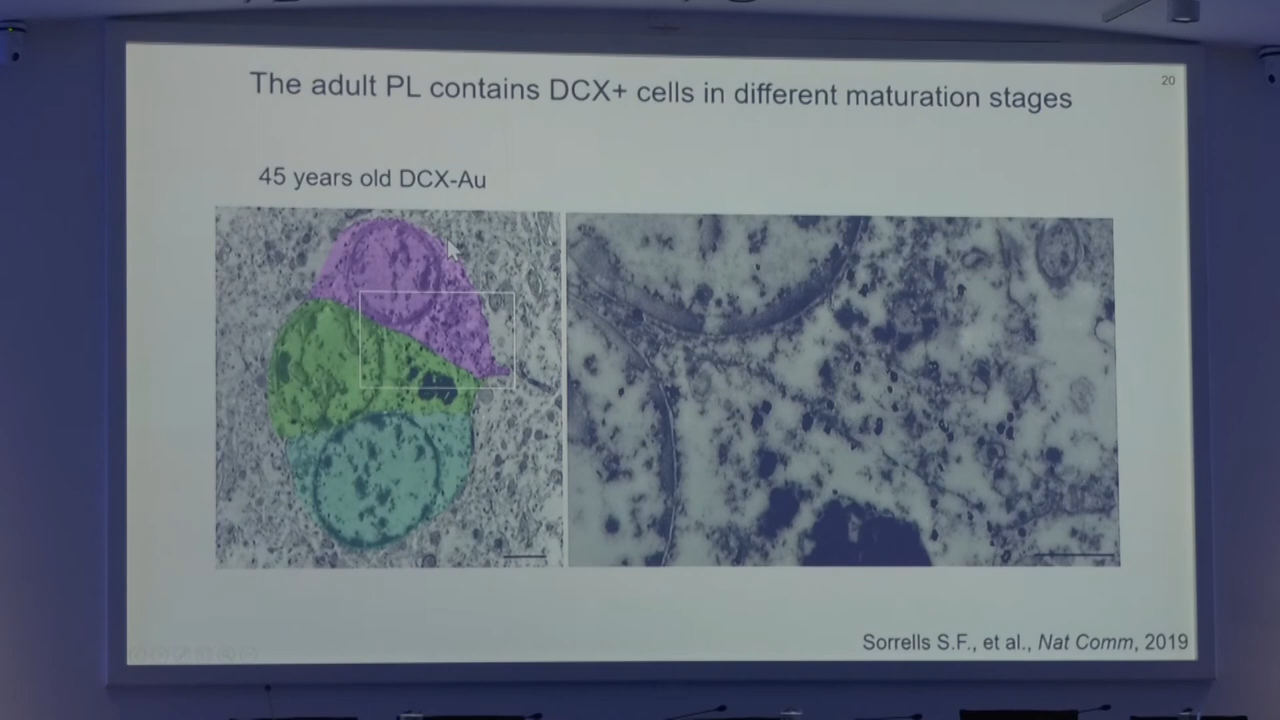 The adult PL contains DCX+ cells in different maturation stages
20
45 years old DCX-Au
Sorrells S.F., et al., Nat Comm, 2019